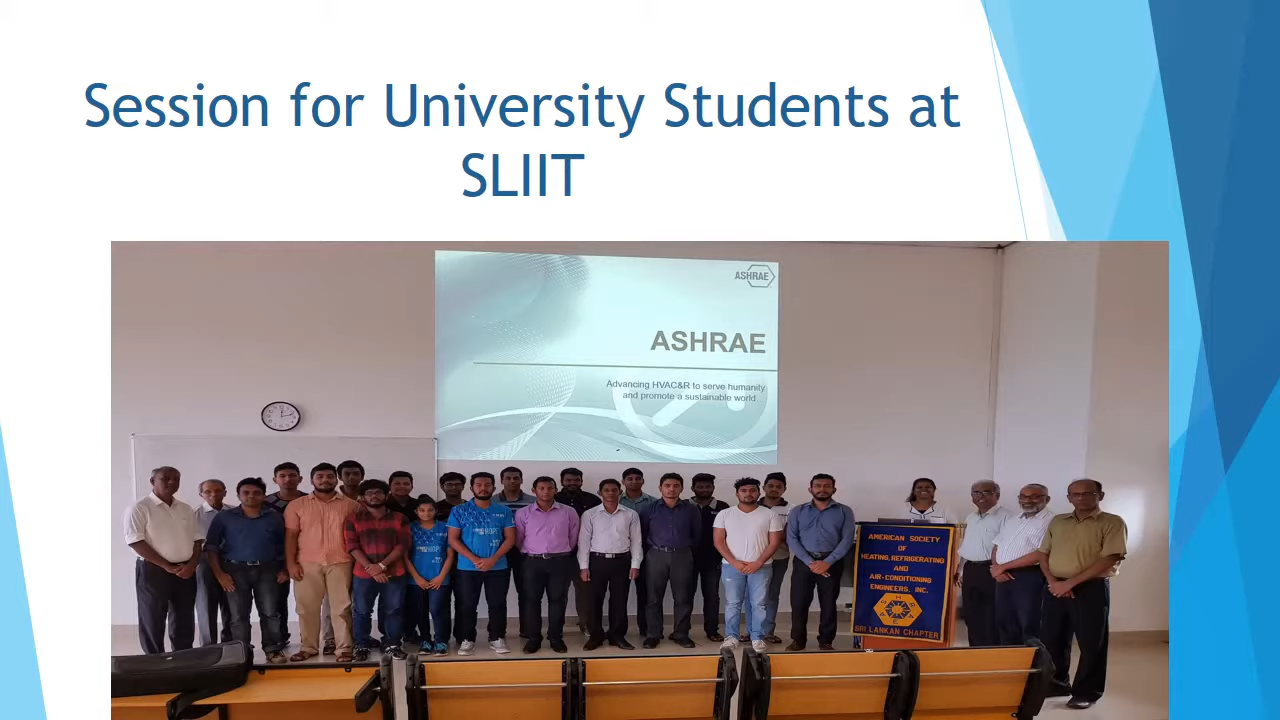 Session for University Students at
SLIIT
ASHRAE
ASHRAE
Advancing HVAC&R to serve humanity
and promote a sustainable world
AMERICAN SOCIETY
OF
HEATING, REFRIGERATING
AND
AIR-CONDITIONING
ENGINEERS, INC.
SRI LANKAN CHAPTER